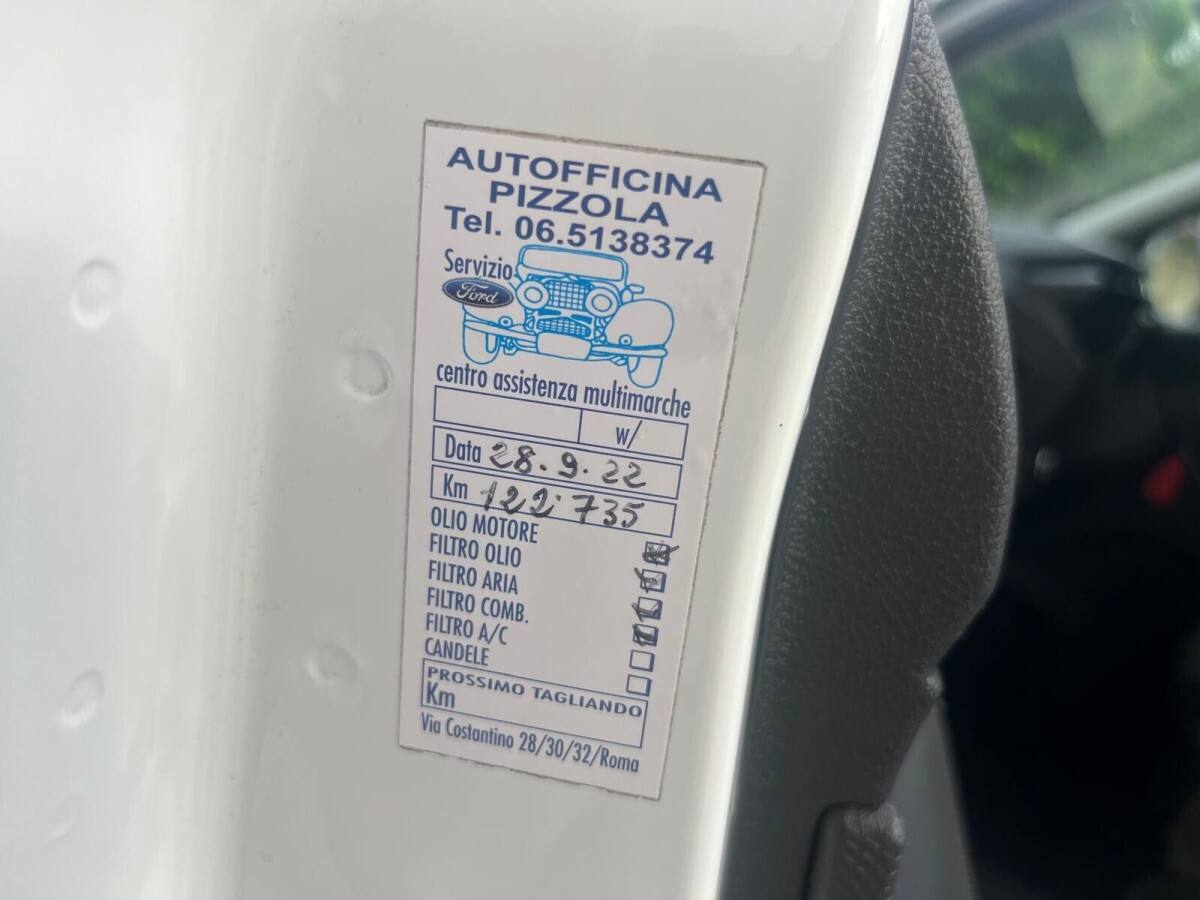 AUTOFFICINA
PIZZOLA
Tel. 06.5138374
Servizio
Ford
centro assistenza multimarche
w/
Data 28.9.22
Km 122.735
OLIO MOTORE
FILTRO OLIO
FILTRO ARIA
FILTRO COMB.
FILTRO A/C
CANDELE
PROSSIMO TAGLIANDO
Km
Via Costantino 28/30/32/Roma